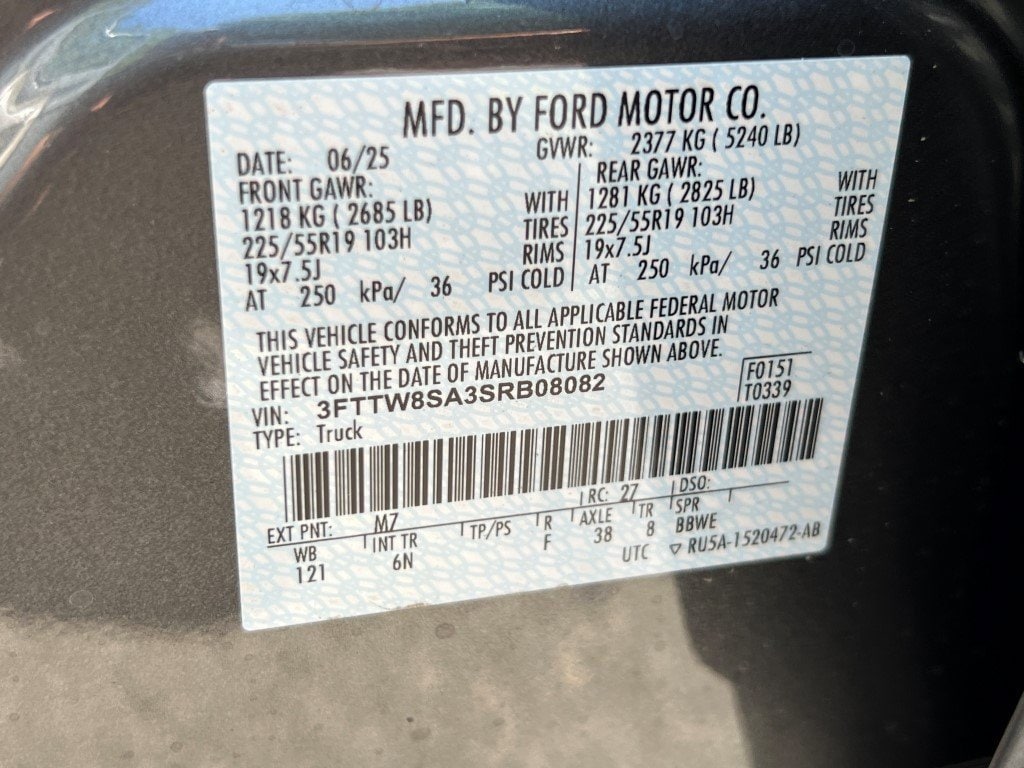 MFD. BY FORD MOTOR CO.
DATE: 06/25 GVWR: 2377 KG ( 5240 LB)
FRONT GAWR: REAR GAWR:
1218 KG ( 2685 LB) WITH 1281 KG ( 2825 LB) WITH
225/55R19 103H TIRES 225/55R19 103H TIRES
19x7.5J RIMS 19x7.5J RIMS
AT 250 kPa/ 36 PSI COLD AT 250 kPa/ 36 PSI COLD
THIS VEHICLE CONFORMS TO ALL APPLICABLE FEDERAL MOTOR
VEHICLE SAFETY AND THEFT PREVENTION STANDARDS IN
EFFECT ON THE DATE OF MANUFACTURE SHOWN ABOVE.
VIN: 3FTTW8SA3SRB08082 F0151
TYPE: Truck T0339
EXT PNT: M7 RC: 27 DSO:
WB INT TR TP/PS R AXLE TR SPR
121 6N F 38 8 BBWE
UTC ▽ RU5A-1520472-AB